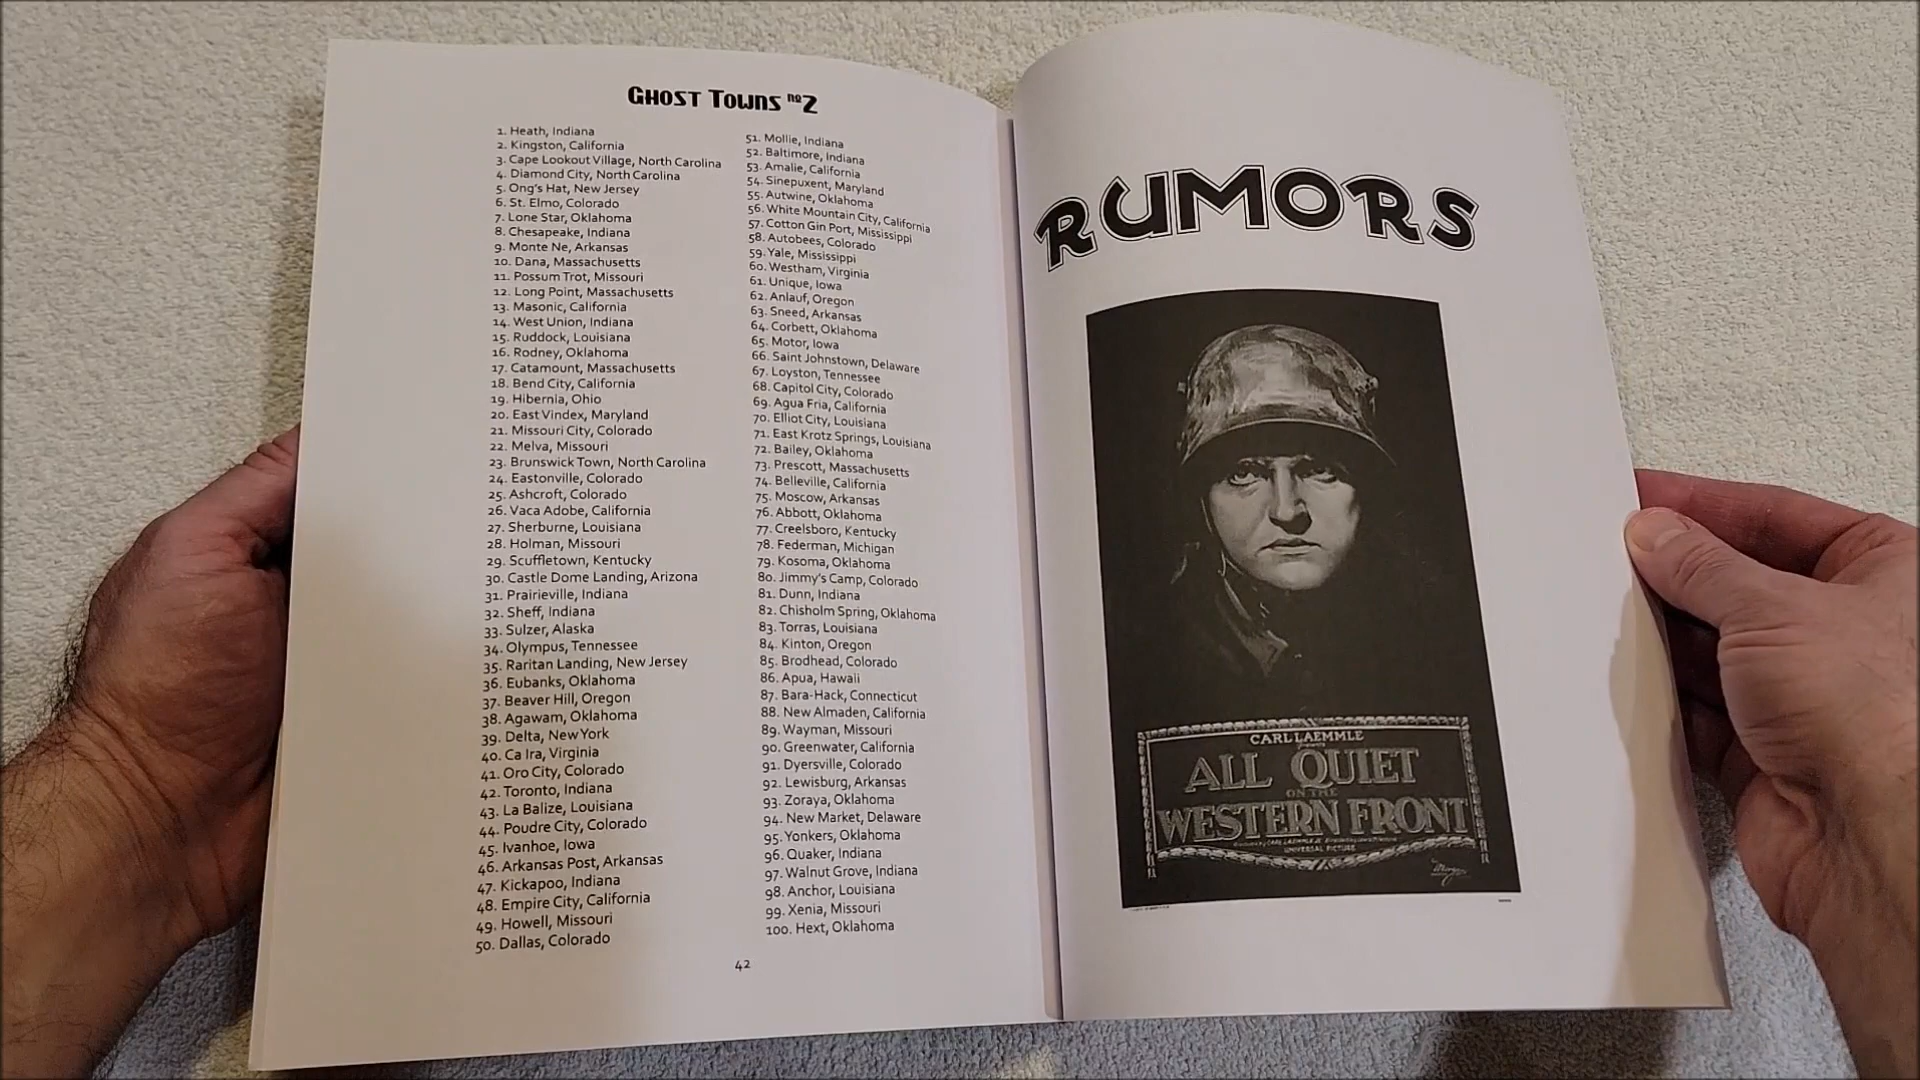 Ghost Towns nº2
1. Heath, Indiana
2. Kingston, California
3. Cape Lookout Village, North Carolina
4. Diamond City, North Carolina
5. Ong's Hat, New Jersey
6. St. Elmo, Colorado
7. Lone Star, Oklahoma
8. Chesapeake, Indiana
9. Monte Ne, Arkansas
10. Dana, Massachusetts
11. Possum Trot, Missouri
12. Long Point, Massachusetts
13. Masonic, California
14. West Union, Indiana
15. Ruddock, Louisiana
16. Rodney, Oklahoma
17. Catamount, Massachusetts
18. Bend City, California
19. Hibernia, Ohio
20. East Vindex, Maryland
21. Missouri City, Colorado
22. Melva, Missouri
23. Brunswick Town, North Carolina
24. Eastonville, Colorado
25. Ashcroft, Colorado
26. Vaca Adobe, California
27. Sherburne, Louisiana
28. Holman, Missouri
29. Scuffletown, Kentucky
30. Castle Dome Landing, Arizona
31. Prairieville, Indiana
32. Sheff, Indiana
33. Sulzer, Alaska
34. Olympus, Tennessee
35. Raritan Landing, New Jersey
36. Eubanks, Oklahoma
37. Beaver Hill, Oregon
38. Agawam, Oklahoma
39. Delta, New York
40. Ca Ira, Virginia
41. Oro City, Colorado
42. Toronto, Indiana
43. La Balize, Louisiana
44. Poudre City, Colorado
45. Ivanhoe, Iowa
46. Arkansas Post, Arkansas
47. Kickapoo, Indiana
48. Empire City, California
49. Howell, Missouri
50. Dallas, Colorado
51. Mollie, Indiana
52. Baltimore, Indiana
53. Amalie, California
54. Sinepuxent, Maryland
55. Autwine, Oklahoma
56. White Mountain City, California
57. Cotton Gin Port, Mississippi
58. Autobees, Colorado
59. Yale, Mississippi
60. Westham, Virginia
61. Unique, Iowa
62. Anlauf, Oregon
63. Sneed, Arkansas
64. Corbett, Oklahoma
65. Motor, Iowa
66. Saint Johnstown, Delaware
67. Loyston, Tennessee
68. Capitol City, Colorado
69. Agua Fria, California
70. Elliot City, Louisiana
71. East Krotz Springs, Louisiana
72. Bailey, Oklahoma
73. Prescott, Massachusetts
74. Belleville, California
75. Moscow, Arkansas
76. Abbott, Oklahoma
77. Creelsboro, Kentucky
78. Federman, Michigan
79. Kosoma, Oklahoma
80. Jimmy's Camp, Colorado
81. Dunn, Indiana
82. Chisholm Spring, Oklahoma
83. Torras, Louisiana
84. Kinton, Oregon
85. Brodhead, Colorado
86. Apua, Hawaii
87. Bara-Hack, Connecticut
88. New Almaden, California
89. Wayman, Missouri
90. Greenwater, California
91. Dyersville, Colorado
92. Lewisburg, Arkansas
93. Zoraya, Oklahoma
94. New Market, Delaware
95. Yonkers, Oklahoma
96. Quaker, Indiana
97. Walnut Grove, Indiana
98. Anchor, Louisiana
99. Xenia, Missouri
100. Hext, Oklahoma
42
RUMORS
CARL LAEMMLE
Presents
ALL QUIET
ON THE
WESTERN FRONT
UNIVERSAL PICTURE